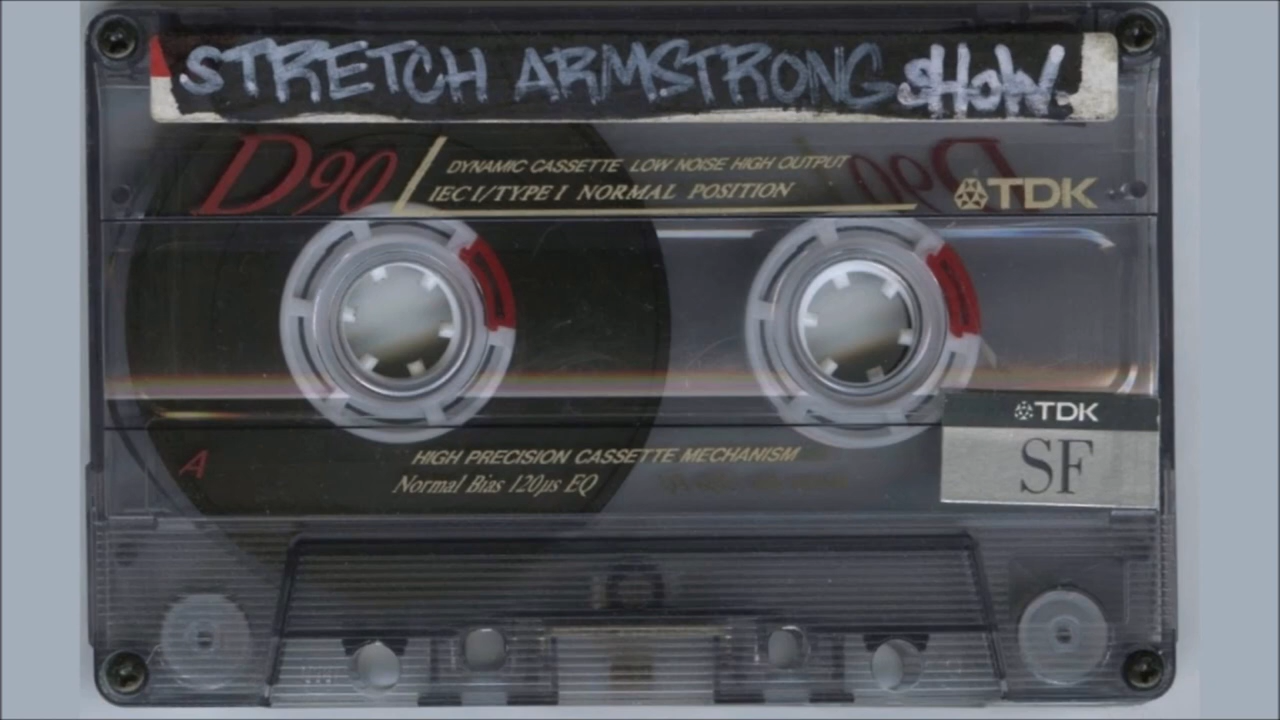 STRETCH ARMSTRONG SHOW.
D90
DYNAMIC CASSETTE LOW NOISE HIGH OUTPUT
IEC I/TYPE I NORMAL POSITION
D90
TDK
TDK
SF
A
HIGH PRECISION CASSETTE MECHANISM
Normal Bias 120µs EQ